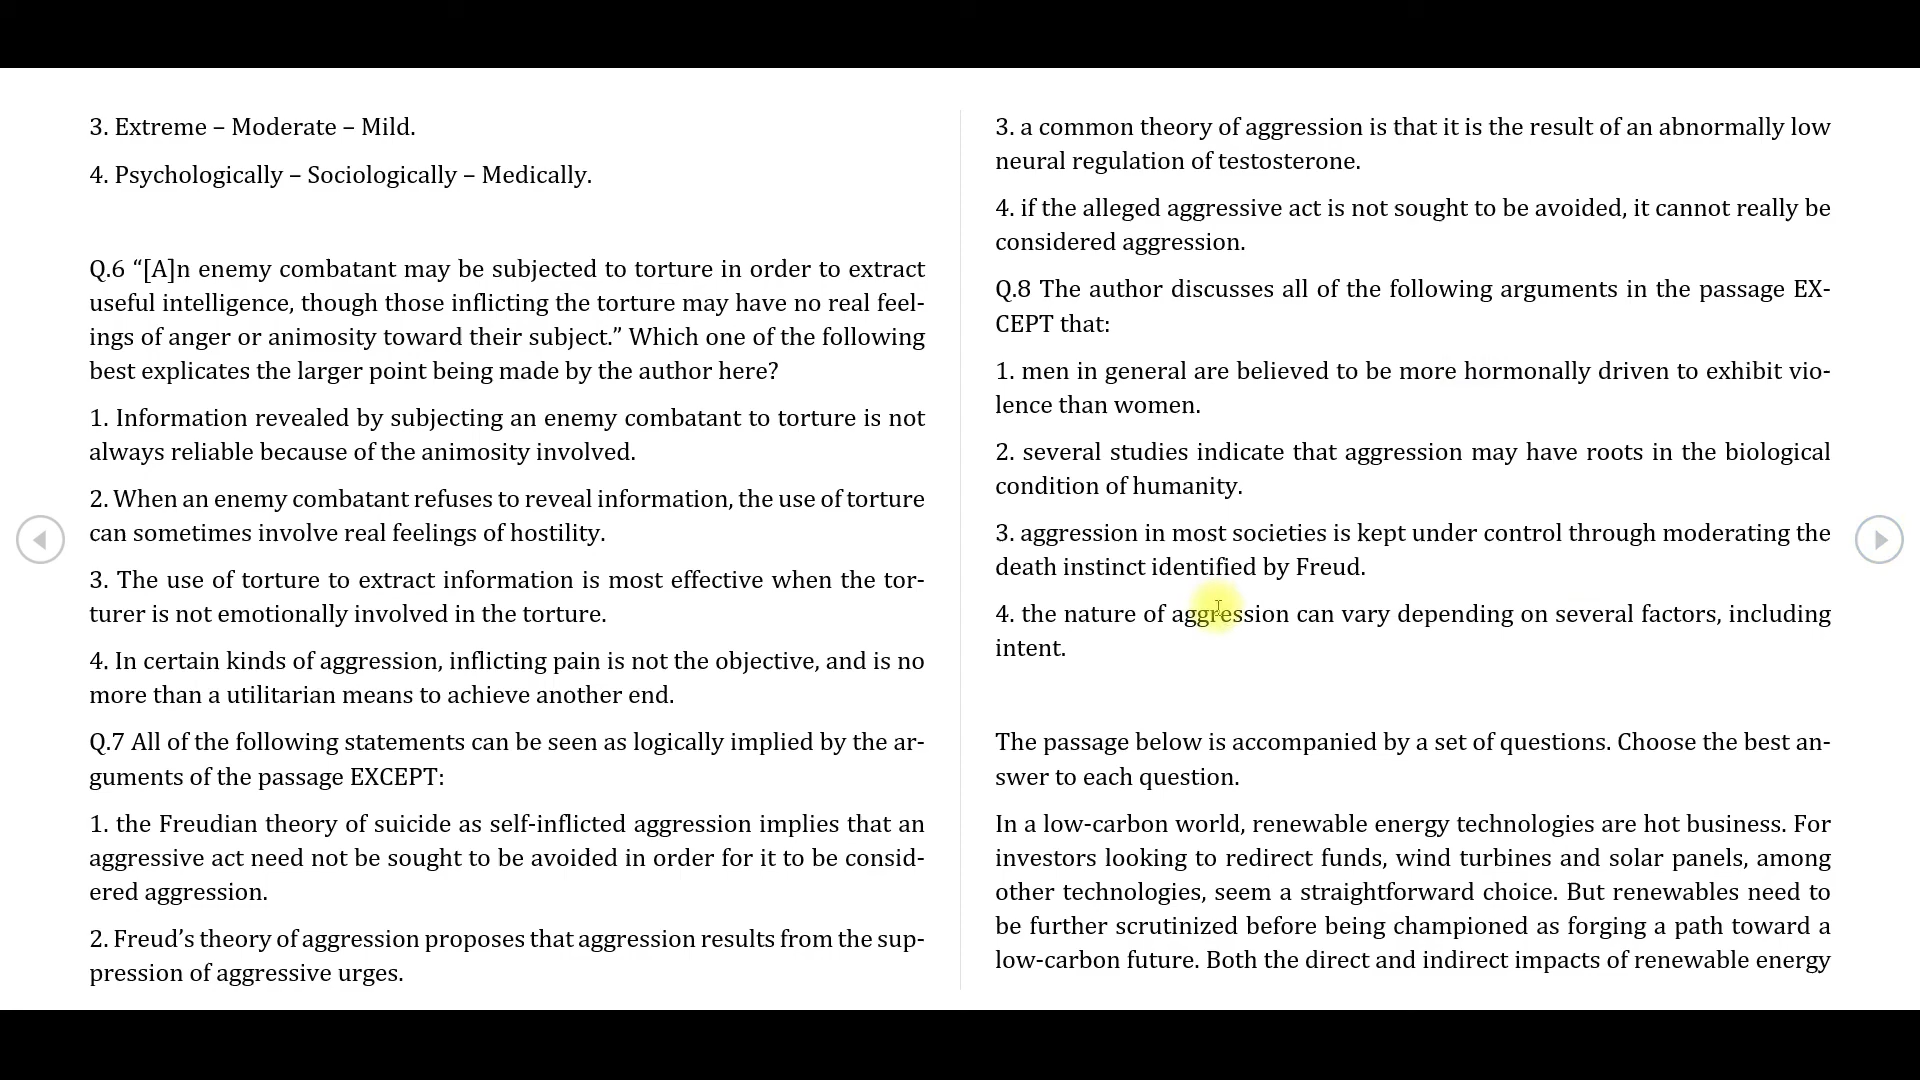 3. Extreme – Moderate – Mild.
4. Psychologically – Sociologically – Medically.
Q.6 “[A]n enemy combatant may be subjected to torture in order to extract
useful intelligence, though those inflicting the torture may have no real feel-
ings of anger or animosity toward their subject.” Which one of the following
best explicates the larger point being made by the author here?
1. Information revealed by subjecting an enemy combatant to torture is not
always reliable because of the animosity involved.
2. When an enemy combatant refuses to reveal information, the use of torture
can sometimes involve real feelings of hostility.
3. The use of torture to extract information is most effective when the tor-
turer is not emotionally involved in the torture.
4. In certain kinds of aggression, inflicting pain is not the objective, and is no
more than a utilitarian means to achieve another end.
Q.7 All of the following statements can be seen as logically implied by the ar-
guments of the passage EXCEPT:
1. the Freudian theory of suicide as self-inflicted aggression implies that an
aggressive act need not be sought to be avoided in order for it to be consid-
ered aggression.
2. Freud’s theory of aggression proposes that aggression results from the sup-
pression of aggressive urges.
3. a common theory of aggression is that it is the result of an abnormally low
neural regulation of testosterone.
4. if the alleged aggressive act is not sought to be avoided, it cannot really be
considered aggression.
Q.8 The author discusses all of the following arguments in the passage EX-
CEPT that:
1. men in general are believed to be more hormonally driven to exhibit vio-
lence than women.
2. several studies indicate that aggression may have roots in the biological
condition of humanity.
3. aggression in most societies is kept under control through moderating the
death instinct identified by Freud.
4. the nature of aggression can vary depending on several factors, including
intent.
The passage below is accompanied by a set of questions. Choose the best an-
swer to each question.
In a low-carbon world, renewable energy technologies are hot business. For
investors looking to redirect funds, wind turbines and solar panels, among
other technologies, seem a straightforward choice. But renewables need to
be further scrutinized before being championed as forging a path toward a
low-carbon future. Both the direct and indirect impacts of renewable energy